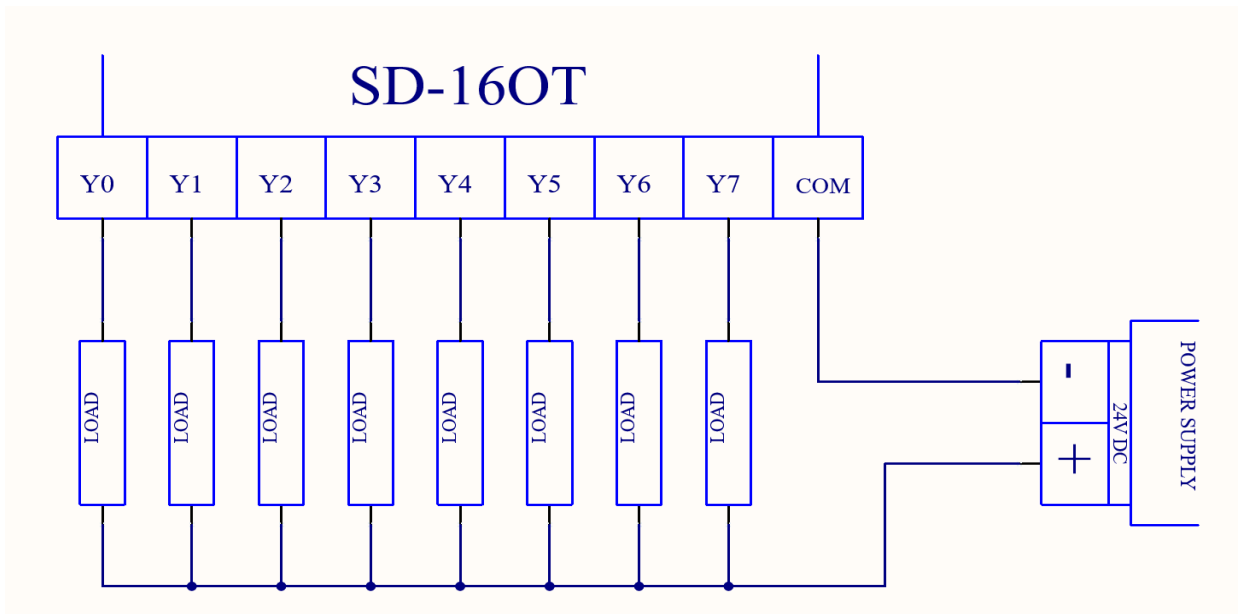 SD-16OT
Y0 Y1 Y2 Y3 Y4 Y5 Y6 Y7 COM
LOAD LOAD LOAD LOAD LOAD LOAD LOAD LOAD
-
+
24V DC
POWER SUPPLY